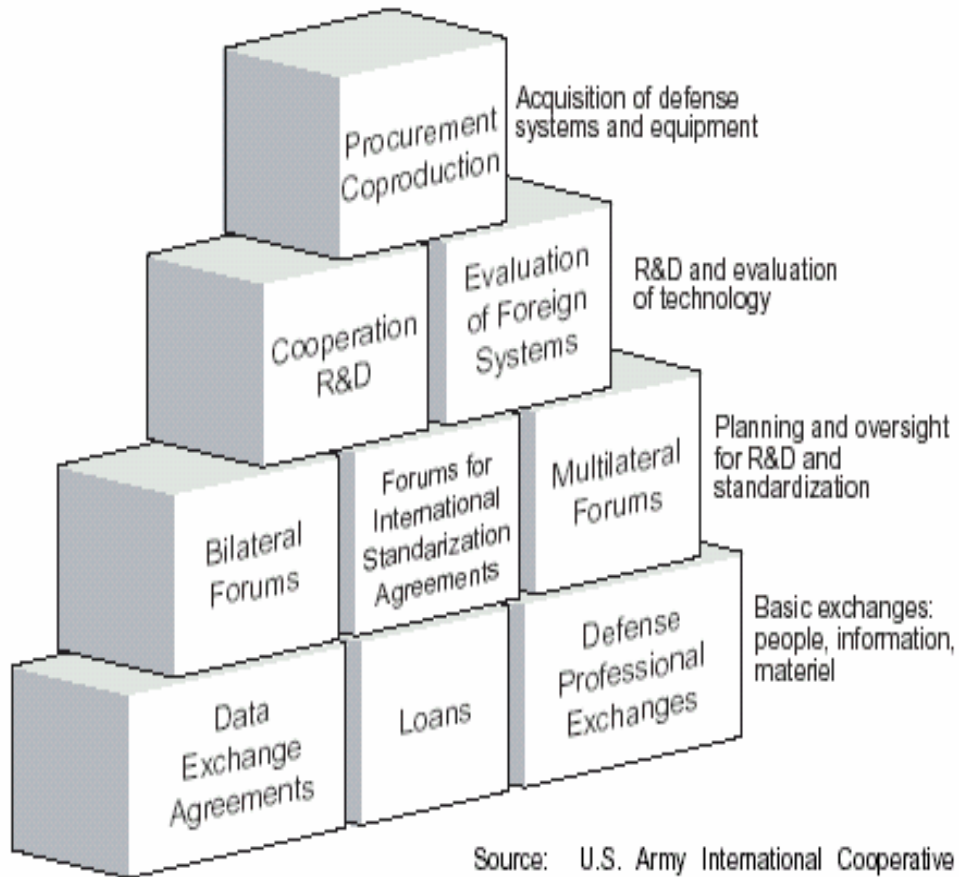 Procurement
Coproduction
Acquisition of defense
systems and equipment
Cooperation
R&D
Evaluation
of Foreign
Systems
R&D and evaluation
of technology
Bilateral
Forums
Forums for
International
Standarization
Agreements
Multilateral
Forums
Planning and oversight
for R&D and
standardization
Data
Exchange
Agreements
Loans
Defense
Professional
Exchanges
Basic exchanges:
people, information,
materiel
Source: U.S. Army International Cooperative